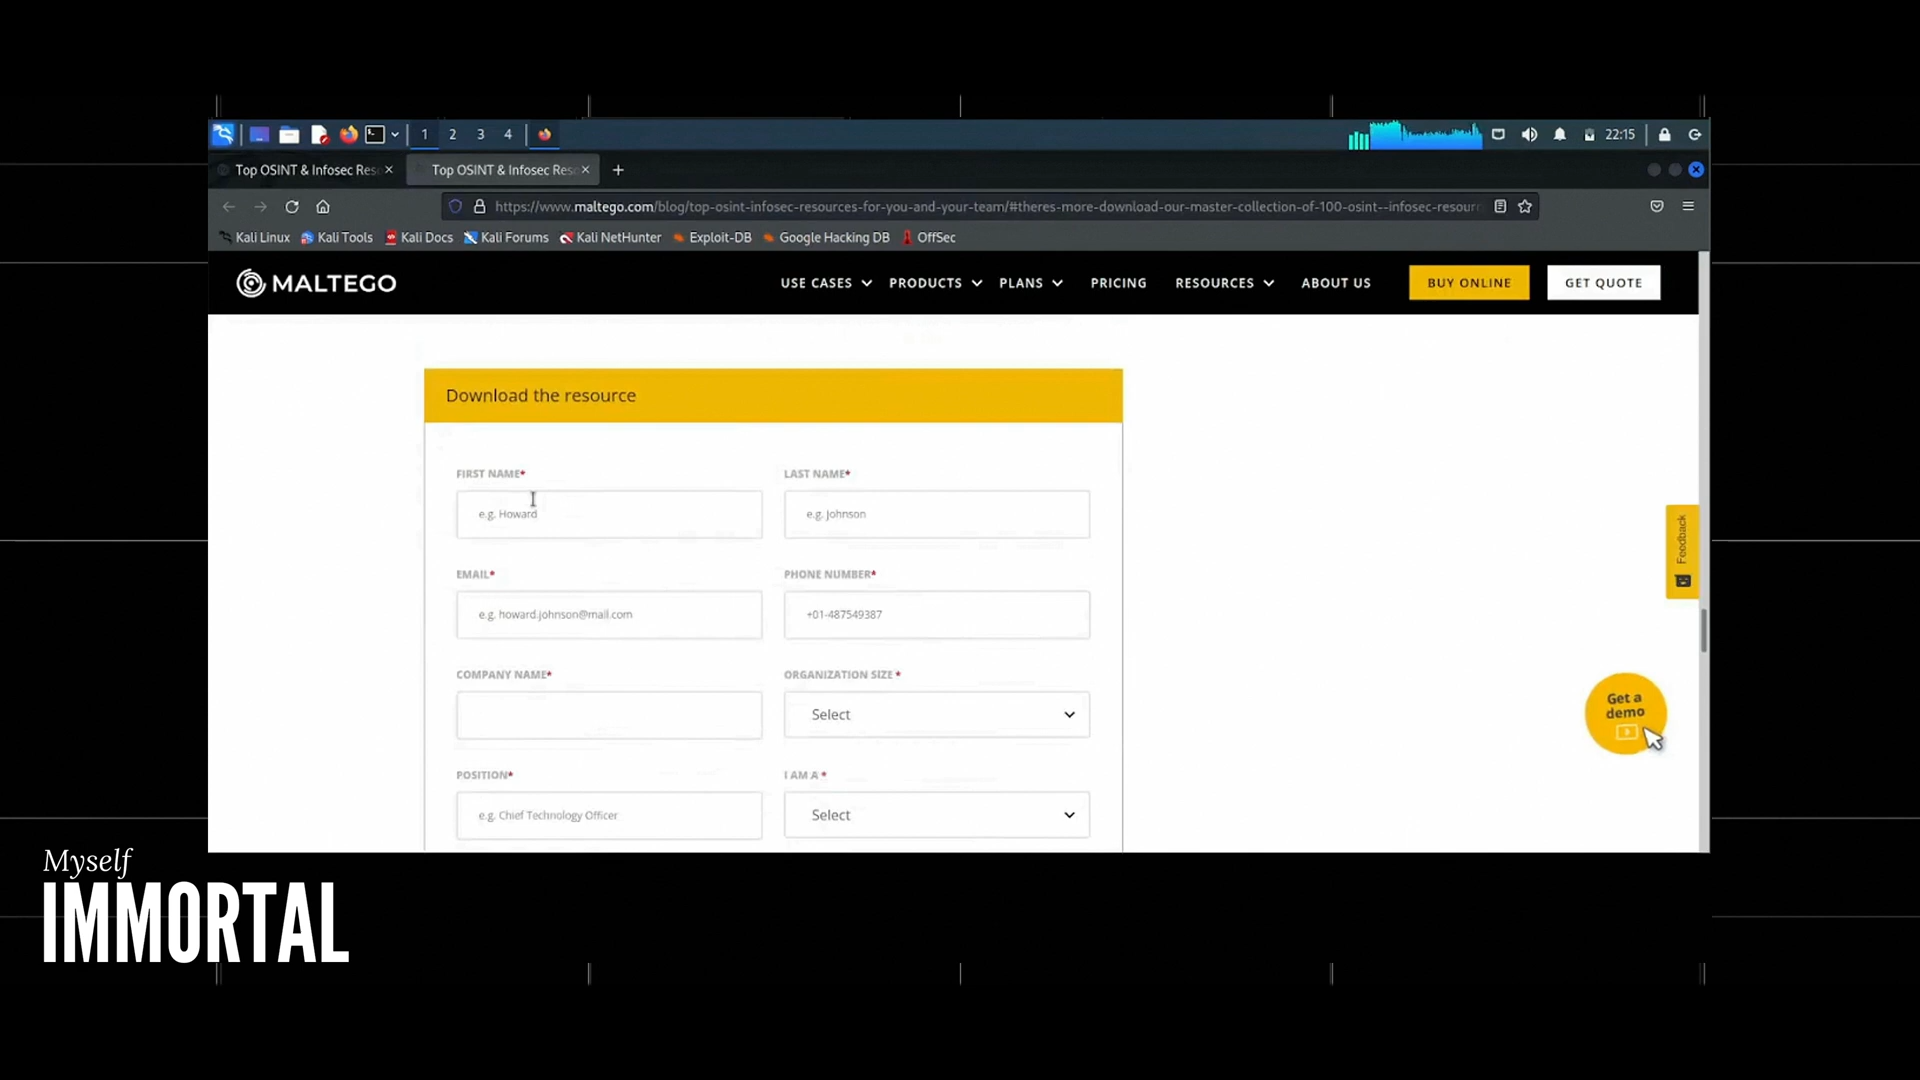 1 2 3 4 22:15
Top OSINT & Infosec Res Top OSINT & Infosec Res
https://www.maltego.com/blog/top-osint-infosec-resources-for-you-and-your-team/#theres-more-download-our-master-collection-of-100-osint--infosec-resour
Kali Linux Kali Tools Kali Docs Kali Forums Kali NetHunter Exploit-DB Google Hacking DB OffSec
MALTEGO USE CASES PRODUCTS PLANS PRICING RESOURCES ABOUT US BUY ONLINE GET QUOTE
Download the resource
FIRST NAME* LAST NAME*
e.g. Howard e.g. Johnson
Feedback
EMAIL* PHONE NUMBER*
e.g. howard.johnson@mail.com +01-487549387
COMPANY NAME* ORGANIZATION SIZE *
Select
Get a
demo
POSITION* I AM A *
e.g. Chief Technology Officer Select
Myself
IMMORTAL